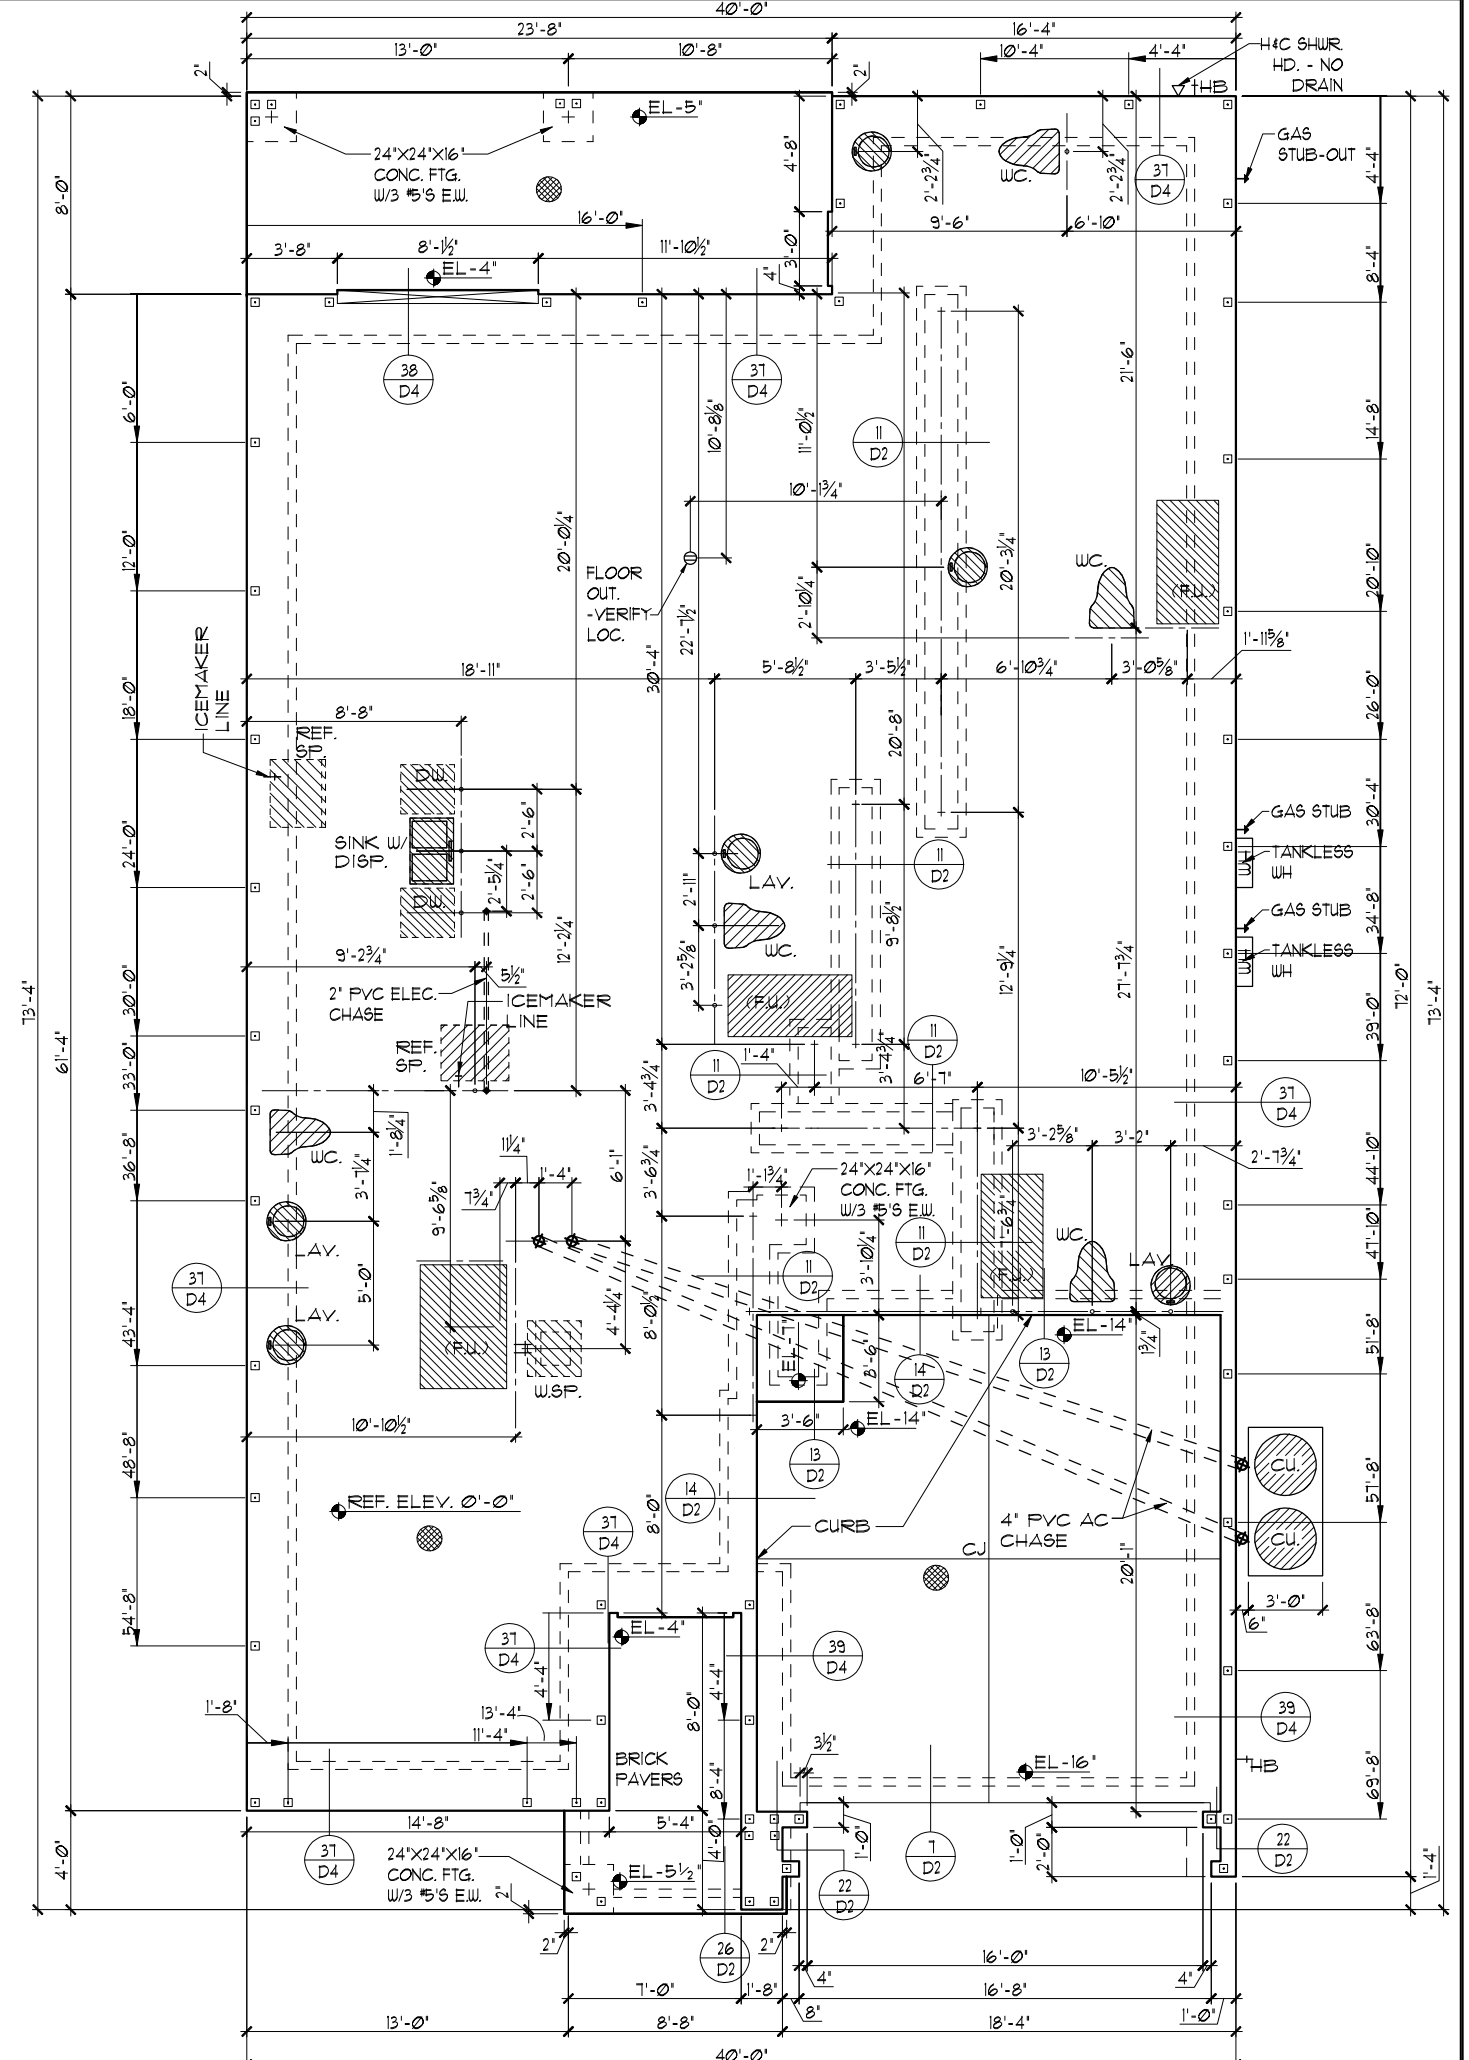 40'-0"
23'-8"
16'-4"
13'-0"
10'-8"
10'-4"
4'-4"
H&C SHWR.
HD. - NO
DRAIN
2"
2"
HB
EL-5"
GAS
STUB-OUT
24"X24"X16"
CONC. FTG.
W/3 #5'S E.W.
4'-8"
2'-2¾"
WC.
2'-2¾"
37
D4
4'-4"
8'-0"
16'-0"
9'-6"
6'-10"
3'-8"
8'-½"
11'-10½"
3'-0"
4"
8'-4"
EL-4"
38
D4
37
D4
21'-6"
6'-0"
10'-8⅛"
11'-0½"
11
D2
14'-8"
10'-1¾"
12'-0"
20'-0¼"
FLOOR
OUT.
-VERIFY
LOC.
20'-3¼"
WC.
(F.U.)
20'-10"
2'-10¼"
22'-7½"
30'-4"
ICEMAKER
LINE
1'-11⅝"
18'-11"
5'-8½"
3'-5½"
6'-10¾"
3'-0⅝"
18'-0"
8'-8"
26'-0"
REF.
SP.
20'-8"
DW.
2'-6"
GAS STUB
30'-4"
SINK W/
DISP.
24'-0"
TANKLESS
WH
11
D2
LAV.
2'-5¼"
2'-6"
2'-11"
DW.
GAS STUB
34'-8"
9'-8½"
WC.
TANKLESS
WH
12'-2¼"
9'-2¾"
5½"
3'-2⅝"
12'-9¼"
27'-7¾"
73'-4"
61'-4"
72'-0"
73'-4"
30'-0"
2" PVC ELEC.
CHASE
ICEMAKER
LINE
(F.U.)
39'-0"
REF.
SP.
11
D2
11
D2
1'-4"
3'-4¾"
6'-7"
10'-5½"
33'-0"
3'-4¾"
37
D4
WC.
1'-8¼"
11¼"
1'-4"
6'-1"
3'-2⅝"
3'-2"
2'-7¾"
36'-8"
3'-7¼"
7¾"
9'-6⅝"
3'-6¾"
1'-1¾"
24"X24"X16"
CONC. FTG.
W/3 #5'S E.W.
44'-10"
LAV.
11
D2
WC.
LAV.
47'-10"
37
D4
11
D2
3'-10¼"
(F.U.)
5'-0"
LAV.
43'-4"
4'-4¼"
8'-0½"
(F.U.)
W.SP.
EL-14"
1¾"
51'-8"
3'-6"
14
D2
13
D2
10'-10½"
3'-6"
EL-14"
13
D2
48'-8"
REF. ELEV. 0'-0"
14
D2
CU.
57'-8"
37
D4
8'-0"
CURB
4" PVC AC
CHASE
CU.
CJ
20'-1"
54'-8"
3'-0"
6"
EL-4"
37
D4
39
D4
4'-4"
4'-4"
8'-0"
63'-8"
1'-8"
13'-4"
11'-4"
3½"
39
D4
BRICK
PAVERS
EL-16"
HB
8'-4"
69'-8"
14'-8"
5'-4"
4'-0"
1'-0"
1'-0"
2'-0"
37
D4
7
D2
22
D2
4'-0"
24"X24"X16"
CONC. FTG.
W/3 #5'S E.W.
EL-5½"
2"
22
D2
1'-4"
2"
26
D2
2"
16'-0"
4"
4"
7'-0"
1'-8"
16'-8"
8"
1'-0"
13'-0"
8'-8"
18'-4"
40'-0"